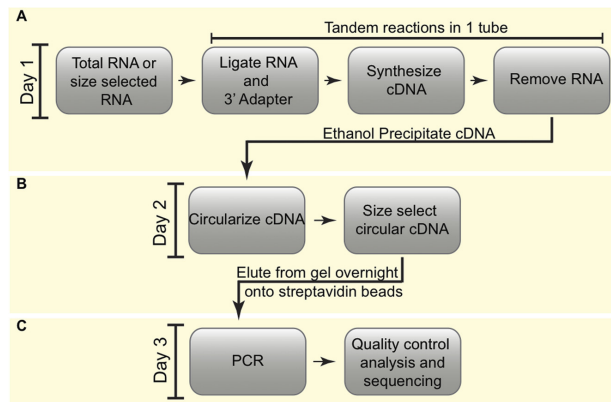 A
Tandem reactions in 1 tube
Day 1
Total RNA or
size selected
RNA
Ligate RNA
and
3’ Adapter
Synthesize
cDNA
Remove RNA
Ethanol Precipitate cDNA
B
Day 2
Circularize cDNA
Size select
circular cDNA
Elute from gel overnight
onto streptavidin beads
C
Day 3
PCR
Quality control
analysis and
sequencing